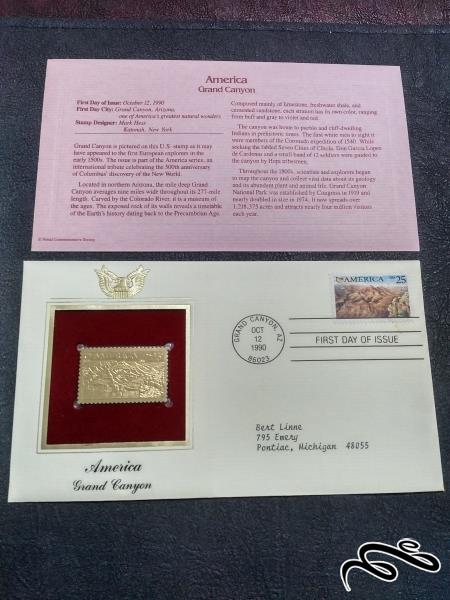 America
Grand Canyon
First Day of Issue: October 12, 1990
First Day City: Grand Canyon, Arizona,
one of America's greatest natural wonders
Stamp Designer: Mark Hess
Katonah, New York
Grand Canyon is pictured on this U.S. stamp as it may
have appeared to the first European explorers in the
early 1500s. The issue is part of the America series, an
international tribute celebrating the 500th anniversary
of Columbus' discovery of the New World.
Located in northern Arizona, the mile deep Grand
Canyon averages nine miles wide throughout its 277-mile
length. Carved by the Colorado River, it is a museum of
the ages. The exposed rock of its walls reveals a timetable
of the Earth's history dating back to the Precambrian Age.
© Postal Commemorative Society
Composed mainly of limestone, freshwater shale, and
cemented sandstone, each stratum has its own color, ranging
from buff and gray to violet and red.
The canyon was home to pueblo and cliff-dwelling
Indians in prehistoric times. The first white men to sight it
were members of the Coronado expedition of 1540. While
seeking the fabled Seven Cities of Cibola, Don Garcia Lopez
de Cardenas and a small band of 12 soldiers were guided to
the canyon by Hopi tribesmen.
Throughout the 1800s, scientists and explorers began
to map the canyon and collect vital data about its geology
and its abundant plant and animal life. Grand Canyon
National Park was established by Congress in 1919 and
nearly doubled in size in 1974. It now spreads over
1,218,375 acres and attracts nearly four million visitors
each year.
AMERICA 25
GRAND CANYON, AZ
OCT
12
1990
86023
FIRST DAY OF ISSUE
Bert Linne
795 Emery
Pontiac, Michigan 48055
America
Grand Canyon